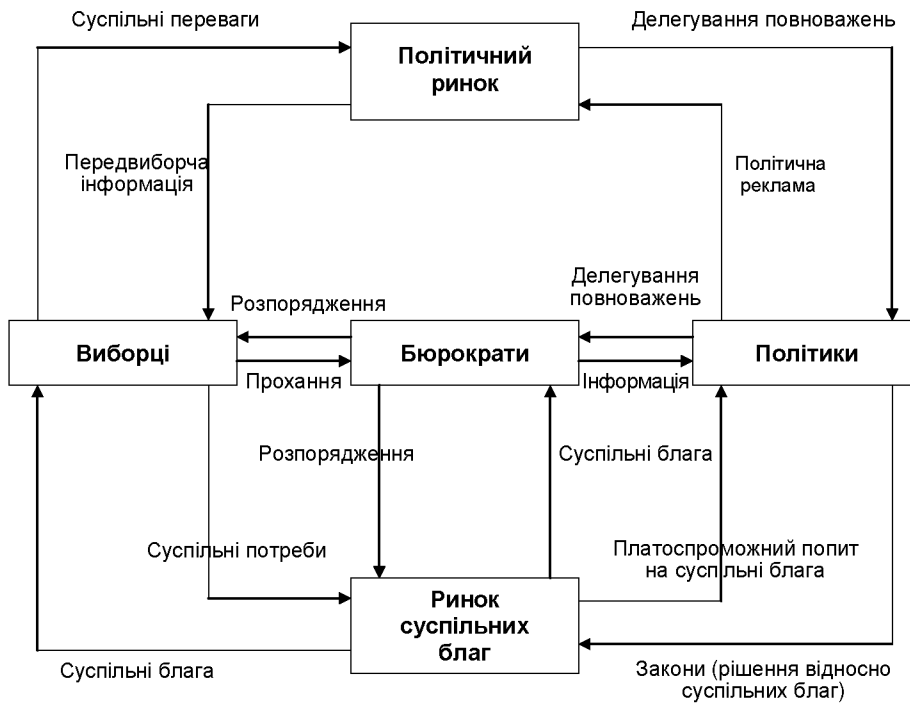 Суспільні переваги
Делегування повноважень
Політичний
ринок
Передвиборча
інформація
Політична
реклама
Розпорядження
Делегування
повноважень
Виборці
Бюрократи
Політики
Прохання
Інформація
Розпорядження
Суспільні блага
Суспільні потреби
Платоспроможний попит
на суспільні блага
Ринок
суспільних
благ
Суспільні блага
Закони (рішення відносно
суспільних благ)